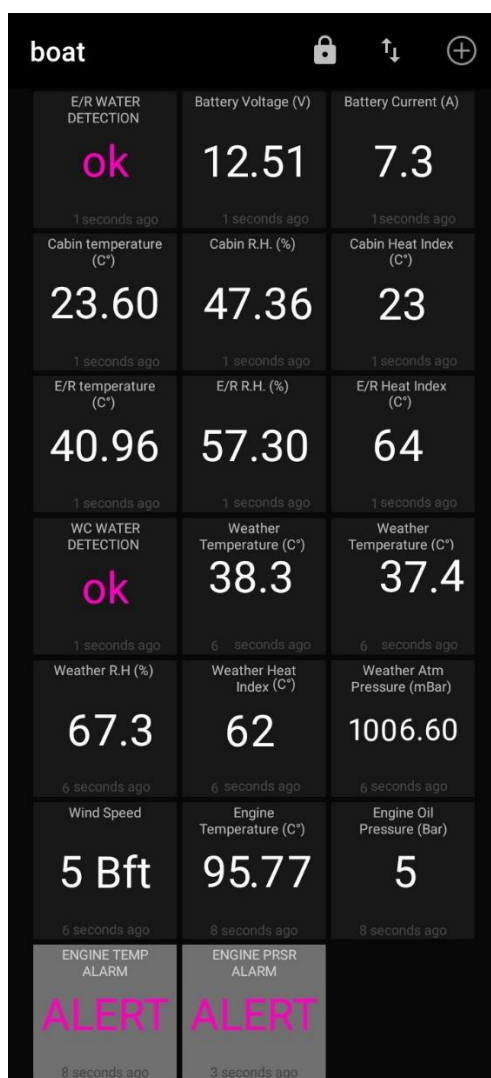 boat
E/R WATER
DETECTION
ok
1 seconds ago
Battery Voltage (V)
12.51
1 seconds ago
Battery Current (A)
7.3
1 seconds ago
Cabin temperature
(C°)
23.60
1 seconds ago
Cabin R.H. (%)
47.36
1 seconds ago
Cabin Heat Index
(C°)
23
1 seconds ago
E/R temperature
(C°)
40.96
1 seconds ago
E/R R.H. (%)
57.30
1 seconds ago
E/R Heat Index
(C°)
64
1 seconds ago
WC WATER
DETECTION
ok
1 seconds ago
Weather
Temperature (C°)
38.3
6 seconds ago
Weather
Temperature (C°)
37.4
6 seconds ago
Weather R.H (%)
67.3
6 seconds ago
Weather Heat
Index (C°)
62
6 seconds ago
Weather Atm
Pressure (mBar)
1006.60
6 seconds ago
Wind Speed
5 Bft
6 seconds ago
Engine
Temperature (C°)
95.77
8 seconds ago
Engine Oil
Pressure (Bar)
5
8 seconds ago
ENGINE TEMP
ALARM
ALERT
8 seconds ago
ENGINE PRSR
ALARM
ALERT
3 seconds ago